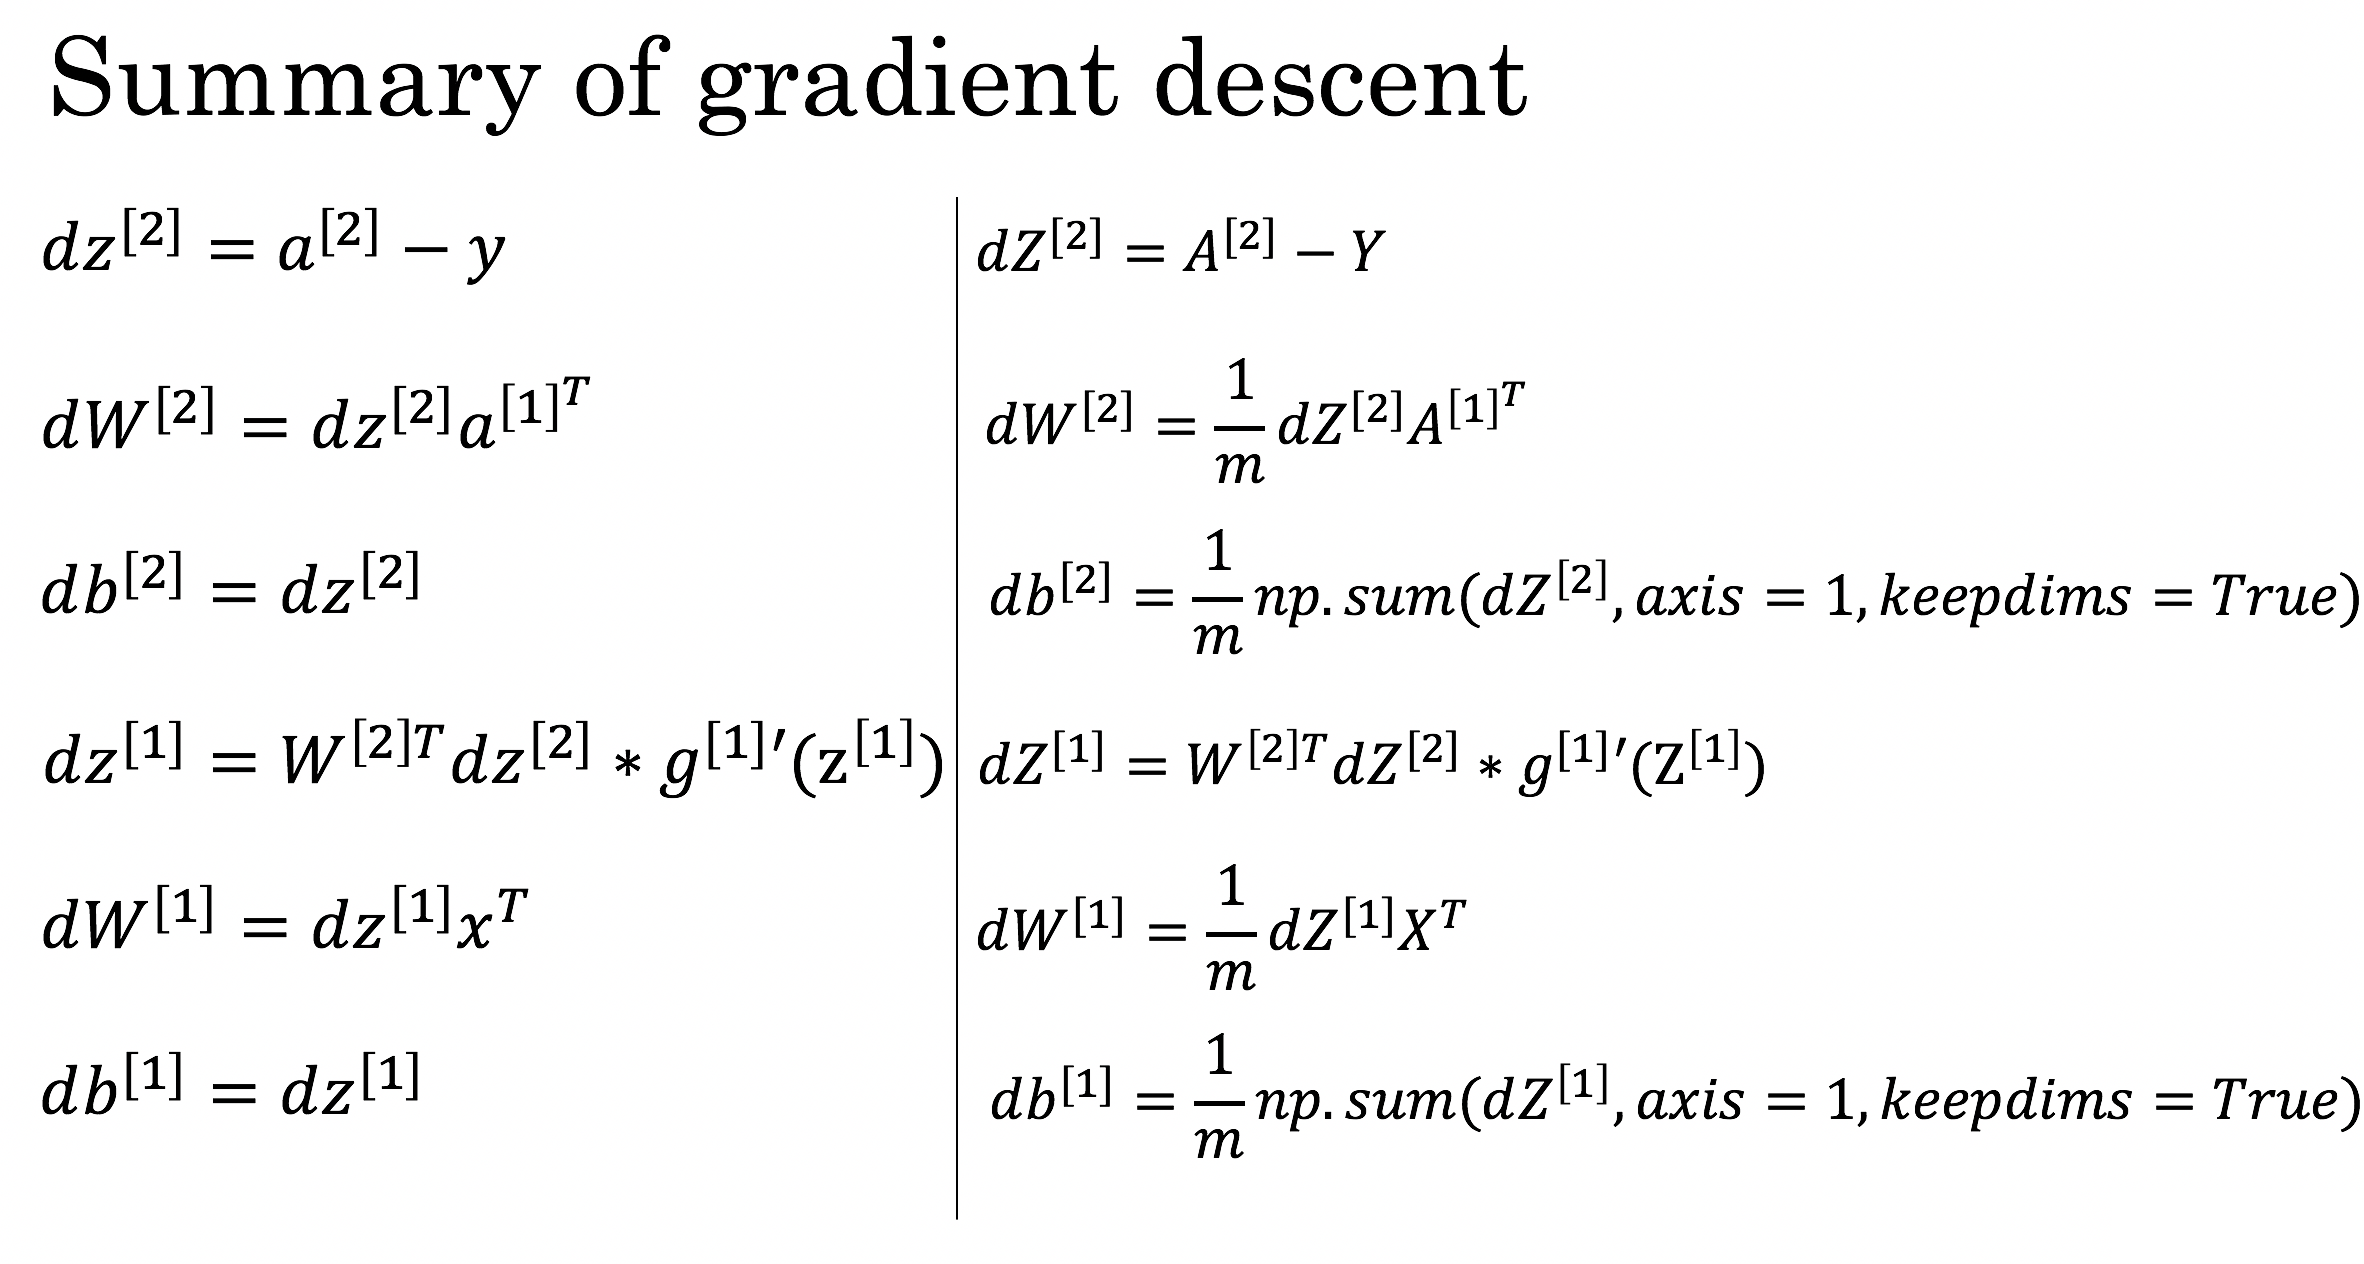 Summary of gradient descent
$dz^{[2]} = a^{[2]} - y$
$dW^{[2]} = dz^{[2]} a^{[1]^T}$
$db^{[2]} = dz^{[2]}$
$dz^{[1]} = W^{[2]T} dz^{[2]} * g^{[1]\prime}(\mathrm{z}^{[1]})$
$dW^{[1]} = dz^{[1]} x^T$
$db^{[1]} = dz^{[1]}$
$dZ^{[2]} = A^{[2]} - Y$
$dW^{[2]} = \frac{1}{m} dZ^{[2]} A^{[1]^T}$
$db^{[2]} = \frac{1}{m} np.sum(dZ^{[2]}, axis = 1, keepdims = True)$
$dZ^{[1]} = W^{[2]T} dZ^{[2]} * g^{[1]\prime}(\mathrm{Z}^{[1]})$
$dW^{[1]} = \frac{1}{m} dZ^{[1]} X^T$
$db^{[1]} = \frac{1}{m} np.sum(dZ^{[1]}, axis = 1, keepdims = True)$